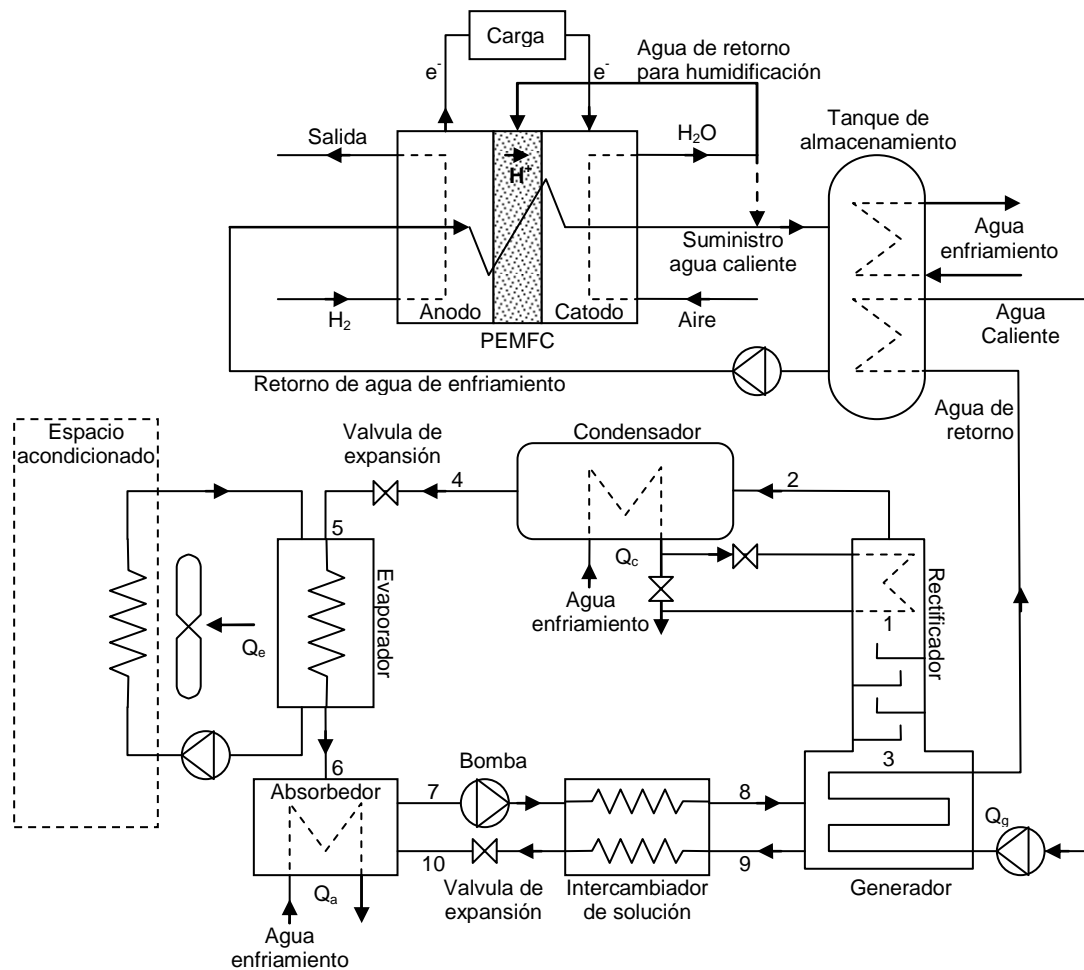 Carga
e-
e-
Agua de retorno
para humidificación
Tanque de
almacenamiento
Salida
H2O
H+
Agua
enfriamiento
Suministro
agua caliente
H2
Anodo
Catodo
Aire
Agua
Caliente
PEMFC
Retorno de agua de enfriamiento
Agua de
retorno
Espacio
acondicionado
Valvula de
expansión
Condensador
4
2
5
Evaporador
Qc
Rectificador
Agua
enfriamiento
1
Qe
3
6
Bomba
Absorbedor
7
8
Qg
10
9
Qa
Valvula de
expansión
Intercambiador
de solución
Generador
Agua
enfriamiento